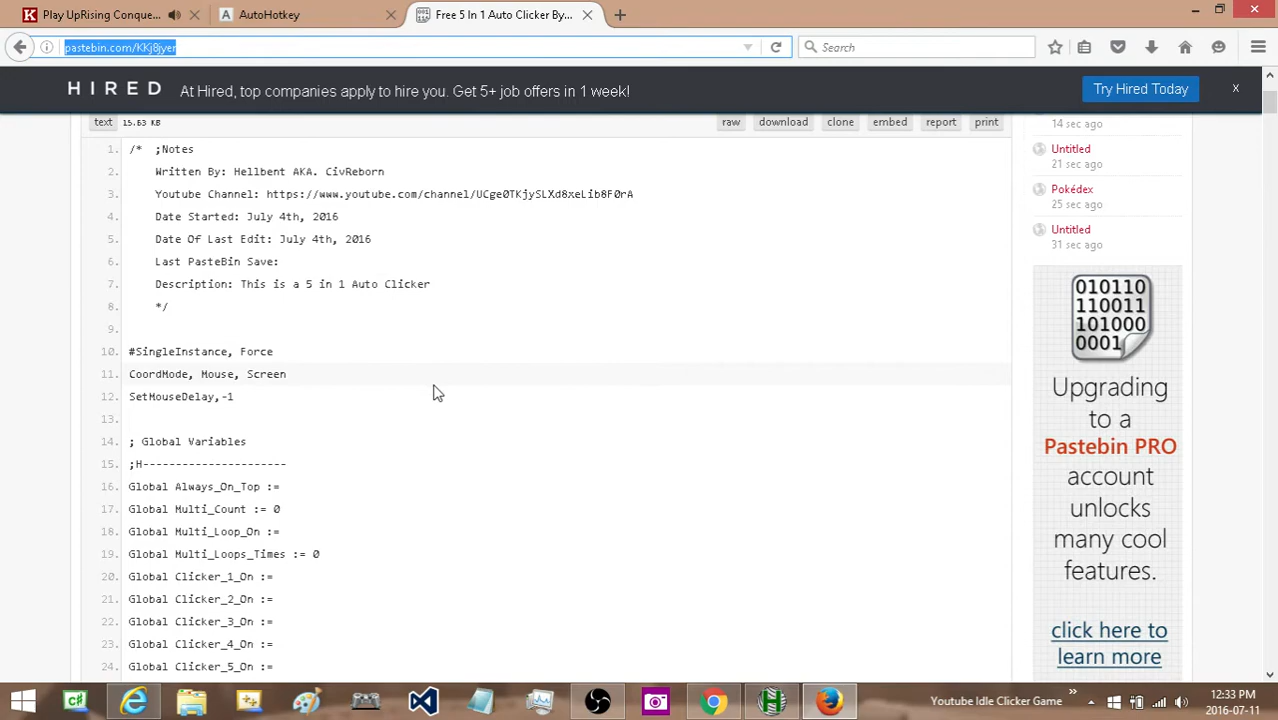 Play UpRising Conque...
AutoHotkey
Free 5 In 1 Auto Clicker By...
pastebin.com/KKj8jyer
Search
HIRED
At Hired, top companies apply to hire you. Get 5+ job offers in 1 week!
Try Hired Today
x
text 15.63 KB
raw download clone embed report print
1. /* ;Notes
2. Written By: Hellbent AKA. CivReborn
3. Youtube Channel: https://www.youtube.com/channel/UCge0TKjySLXd8xeLib8F0rA
4. Date Started: July 4th, 2016
5. Date Of Last Edit: July 4th, 2016
6. Last PasteBin Save:
7. Description: This is a 5 in 1 Auto Clicker
8. */
9.
10. #SingleInstance, Force
11. CoordMode, Mouse, Screen
12. SetMouseDelay,-1
13.
14. ; Global Variables
15. ;H----------------------
16. Global Always_On_Top :=
17. Global Multi_Count := 0
18. Global Multi_Loop_On :=
19. Global Multi_Loops_Times := 0
20. Global Clicker_1_On :=
21. Global Clicker_2_On :=
22. Global Clicker_3_On :=
23. Global Clicker_4_On :=
24. Global Clicker_5_On :=
14 sec ago
Untitled
21 sec ago
Pokédex
25 sec ago
Untitled
31 sec ago
010110
110011
101000
0001
Upgrading
to a
Pastebin PRO
account
unlocks
many cool
features.
click here to
learn more
Youtube Idle Clicker Game
12:33 PM
2016-07-11